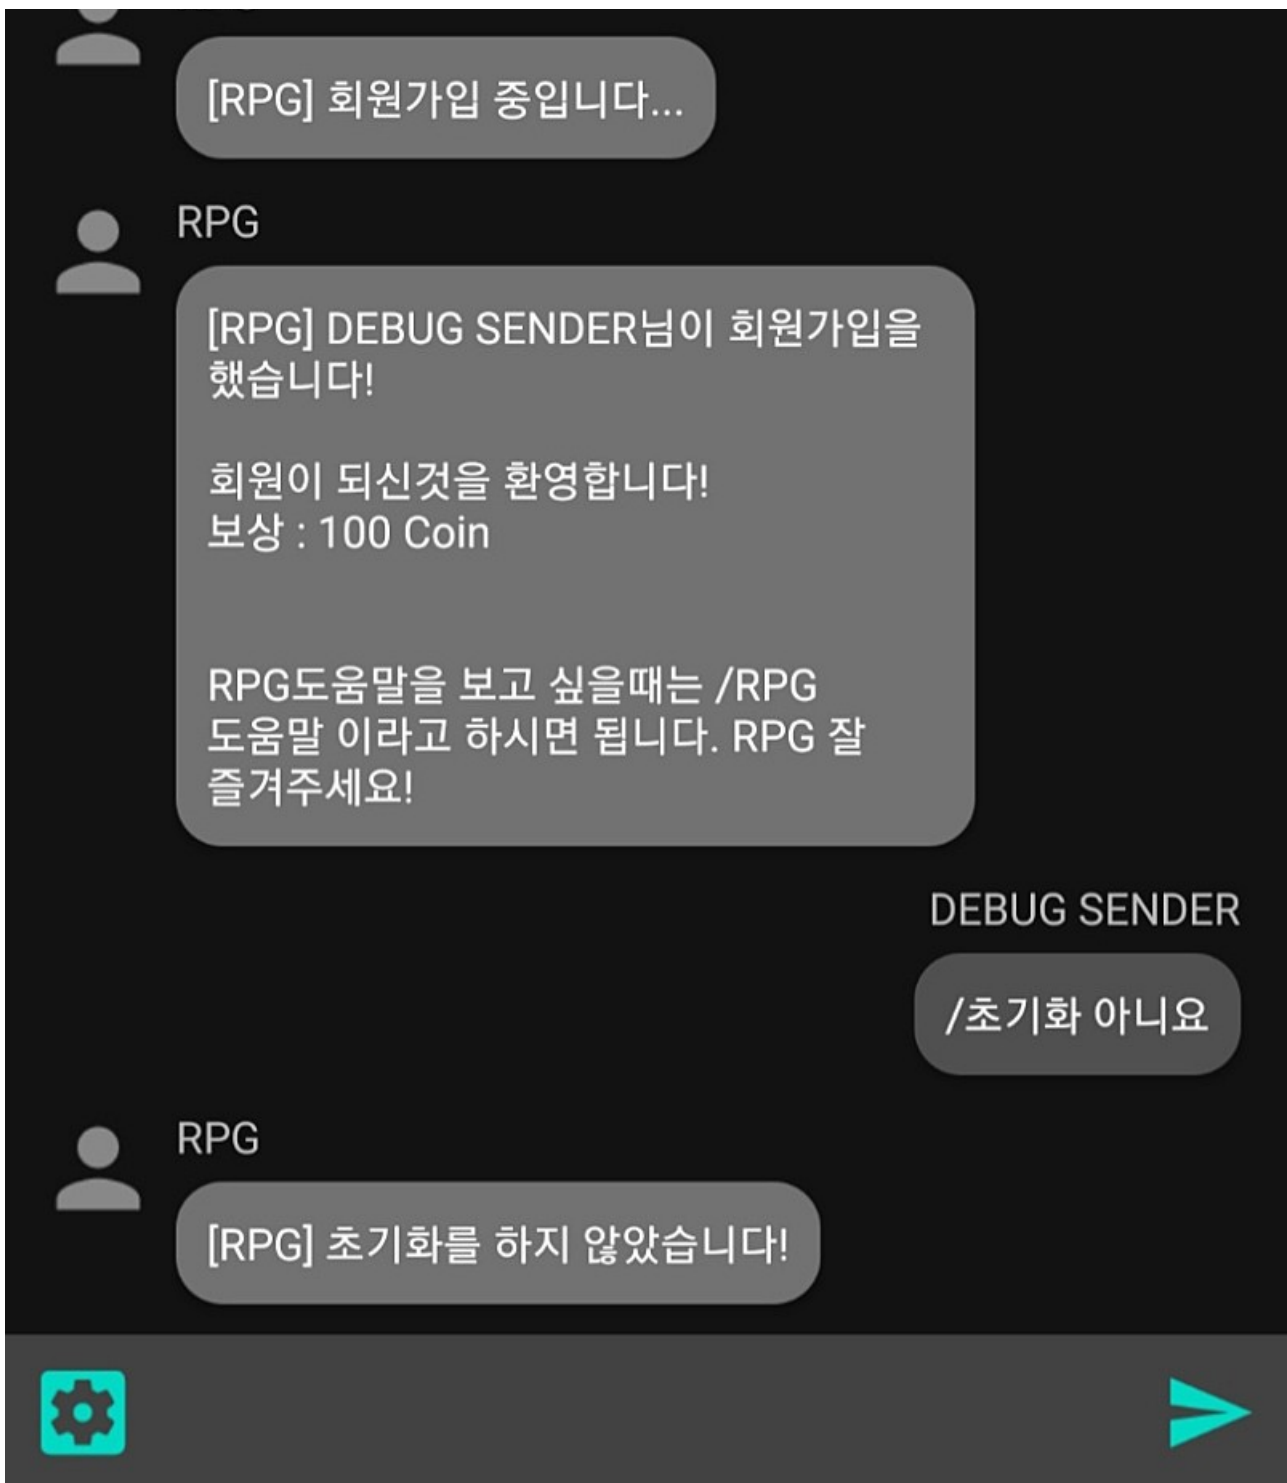 [RPG] 회원가입 중입니다...
RPG
[RPG] DEBUG SENDER님이 회원가입을
했습니다!
회원이 되신것을 환영합니다!
보상 : 100 Coin
RPG도움말을 보고 싶을때는 /RPG
도움말 이라고 하시면 됩니다. RPG 잘
즐겨주세요!
DEBUG SENDER
/초기화 아니요
RPG
[RPG] 초기화를 하지 않았습니다!